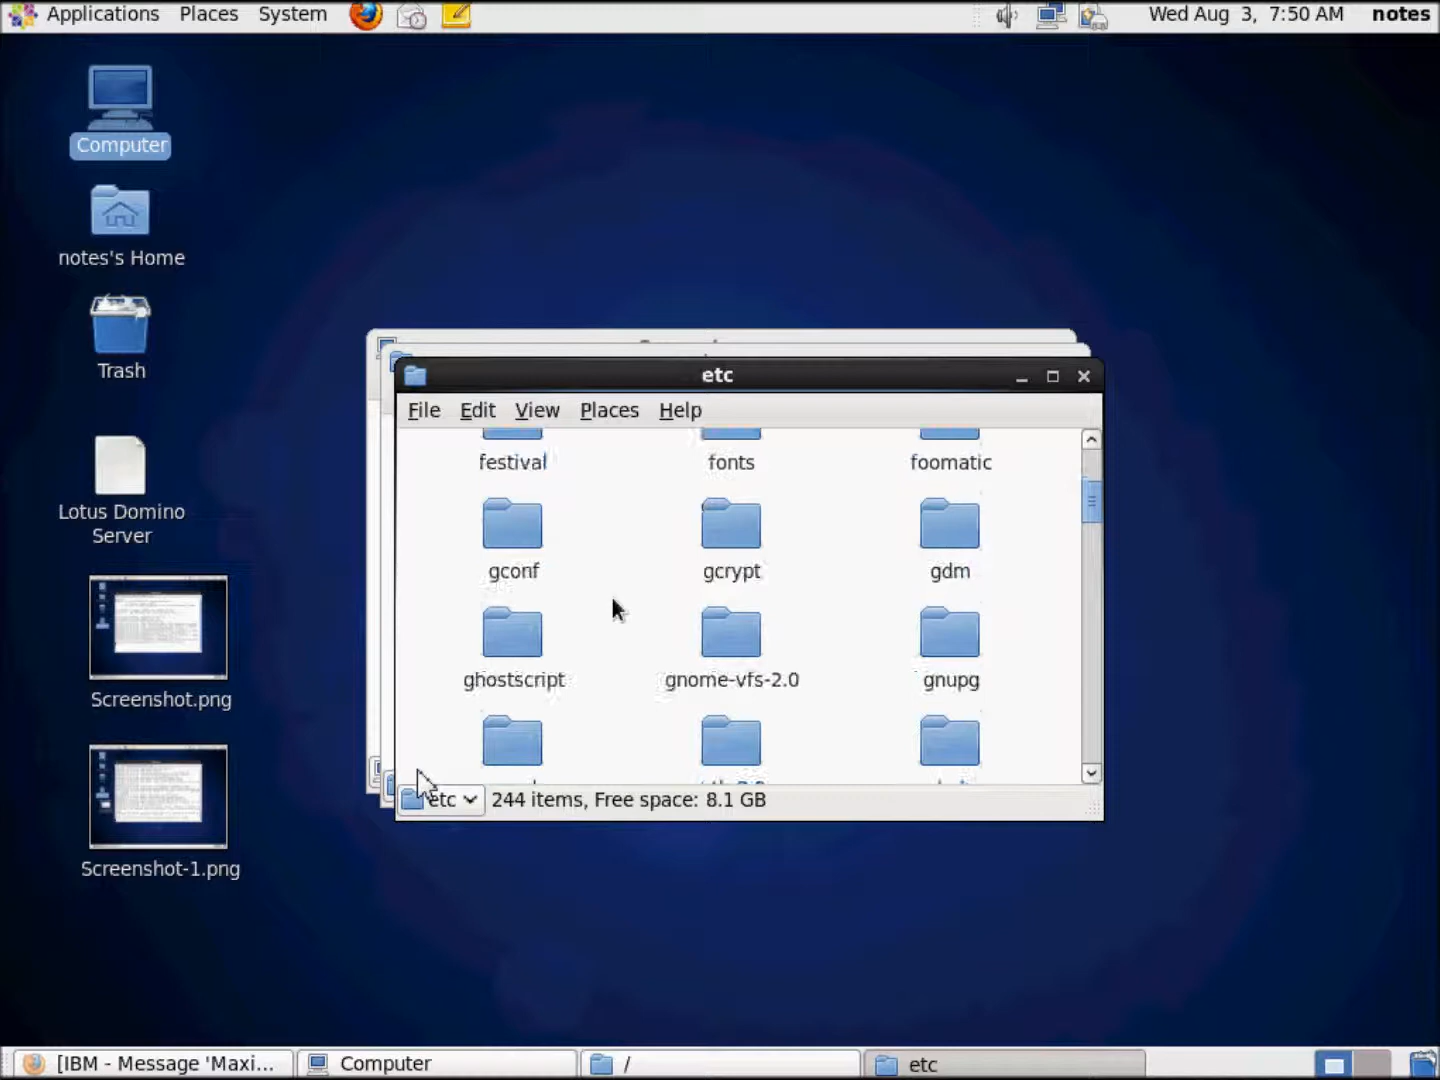 Applications Places System Wed Aug 3, 7:50 AM notes
Computer
notes's Home
Trash
Lotus Domino
Server
Screenshot.png
Screenshot-1.png
etc
File Edit View Places Help
festival fonts foomatic
gconf gcrypt gdm
ghostscript gnome-vfs-2.0 gnupg
etc 244 items, Free space: 8.1 GB
[IBM - Message 'Maxi... Computer / etc